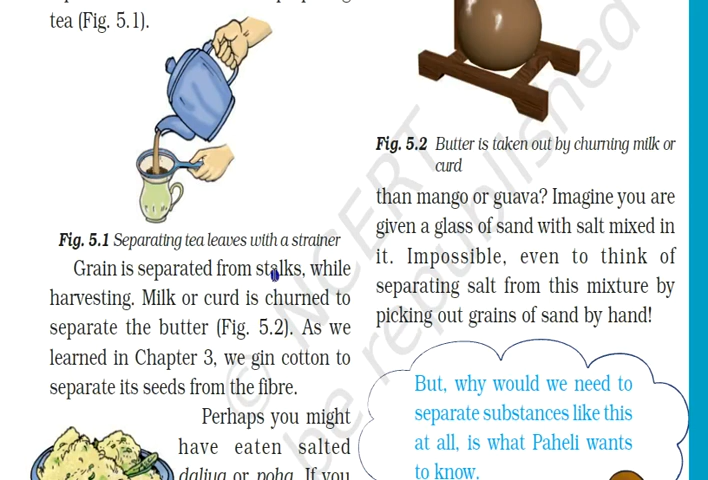 tea (Fig. 5.1).
Fig. 5.1 Separating tea leaves with a strainer
Grain is separated from stalks, while
harvesting. Milk or curd is churned to
separate the butter (Fig. 5.2). As we
learned in Chapter 3, we gin cotton to
separate its seeds from the fibre.
Perhaps you might
have eaten salted
daliya or poha. If you
Fig. 5.2 Butter is taken out by churning milk or
curd
than mango or guava? Imagine you are
given a glass of sand with salt mixed in
it. Impossible, even to think of
separating salt from this mixture by
picking out grains of sand by hand!
But, why would we need to
separate substances like this
at all, is what Paheli wants
to know.
© NCERT
be republished